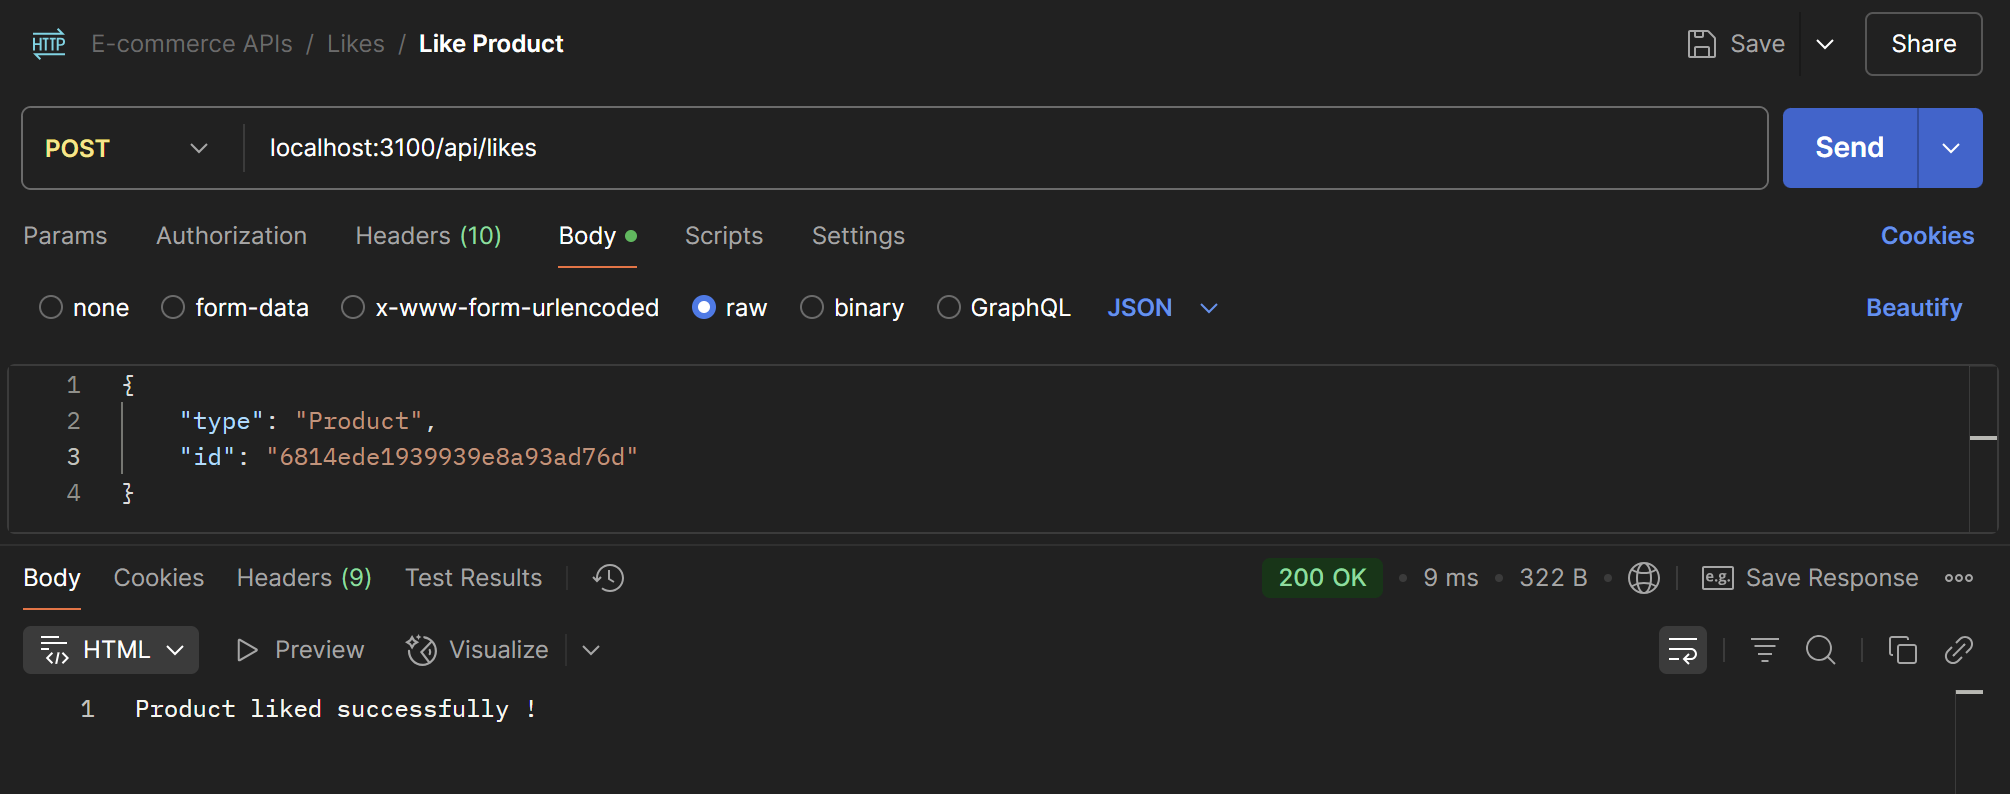 HTTP E-commerce APIs / Likes / Like Product Save Share
POST localhost:3100/api/likes Send
Params Authorization Headers (10) Body Scripts Settings Cookies
none form-data x-www-form-urlencoded raw binary GraphQL JSON Beautify
1 {
2 "type": "Product",
3 "id": "6814ede1939939e8a93ad76d"
4 }
Body Cookies Headers (9) Test Results 200 OK • 9 ms • 322 B • e.g. Save Response
HTML Preview Visualize
1 Product liked successfully !